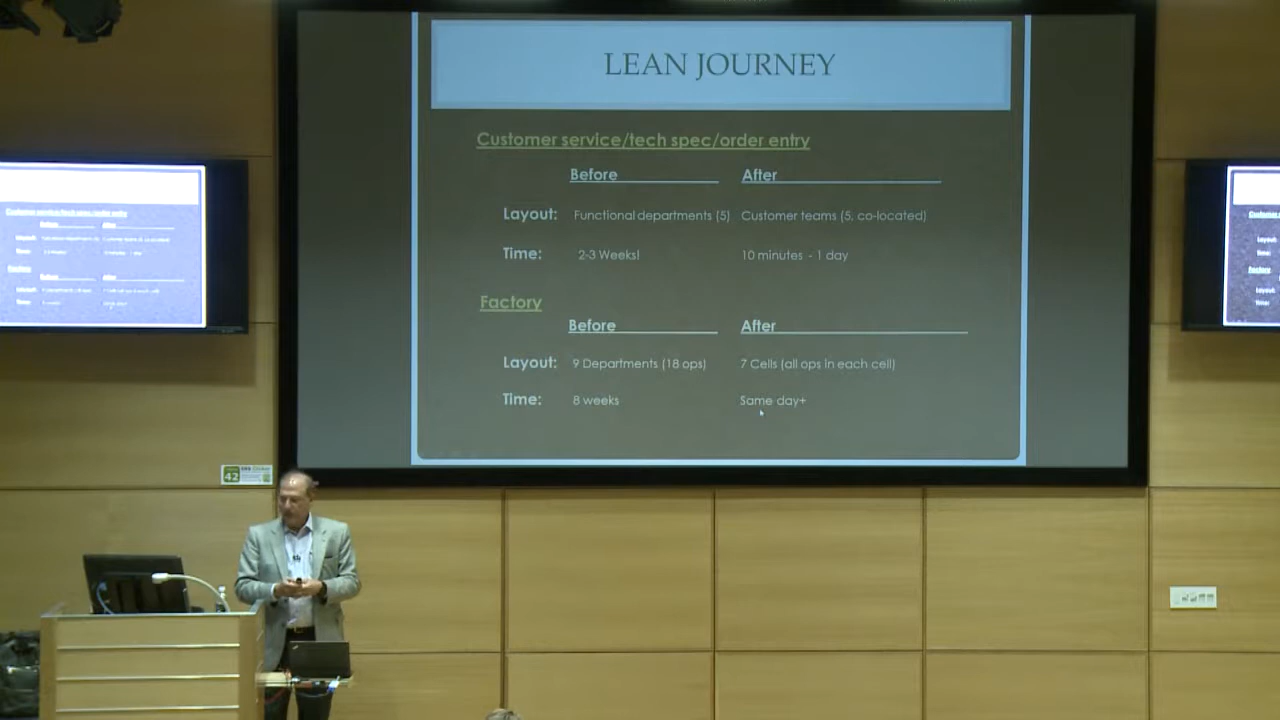 LEAN JOURNEY
Customer service/tech spec/order entry
Before After
Layout: Functional departments (5) Customer teams (5, co-located)
Time: 2-3 Weeks! 10 minutes - 1 day
Factory
Before After
Layout: 9 Departments (18 ops) 7 Cells (all ops in each cell)
Time: 8 weeks Same day+
42